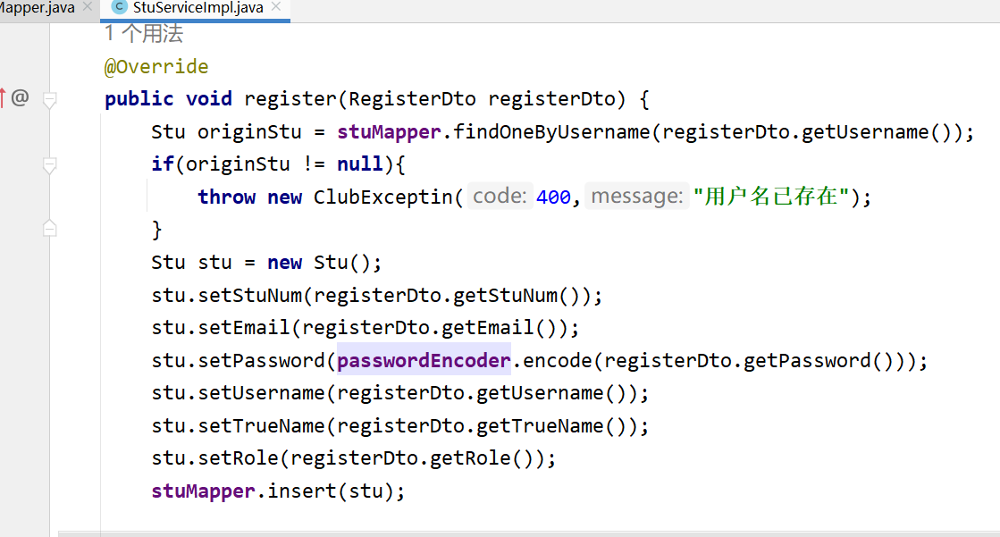 Mapper.java × C StuServiceImpl.java ×
1 个用法
@Override
@ public void register(RegisterDto registerDto) {
Stu originStu = stuMapper.findOneByUsername(registerDto.getUsername());
if(originStu != null){
throw new ClubExceptin( code: 400, message: "用户名已存在");
}
Stu stu = new Stu();
stu.setStuNum(registerDto.getStuNum());
stu.setEmail(registerDto.getEmail());
stu.setPassword(passwordEncoder.encode(registerDto.getPassword()));
stu.setUsername(registerDto.getUsername());
stu.setTrueName(registerDto.getTrueName());
stu.setRole(registerDto.getRole());
stuMapper.insert(stu);